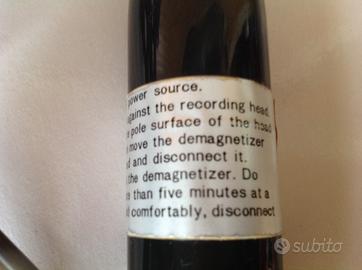 power source.
against the recording head.
pole surface of the head
move the demagnetizer
and disconnect it.
the demagnetizer. Do
than five minutes at a
comfortably, disconnect
subito